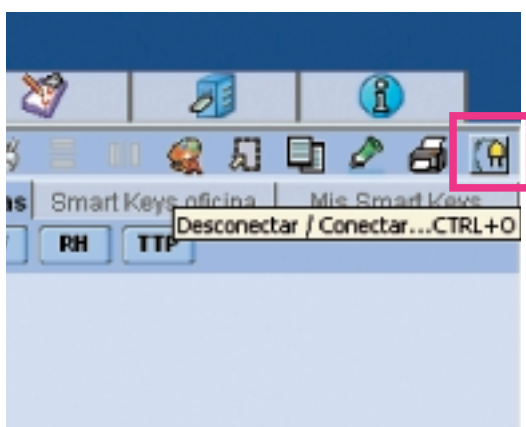 Smart Keys oficina Mis Smart Keys
Desconectar / Conectar...CTRL+O
RH TTP